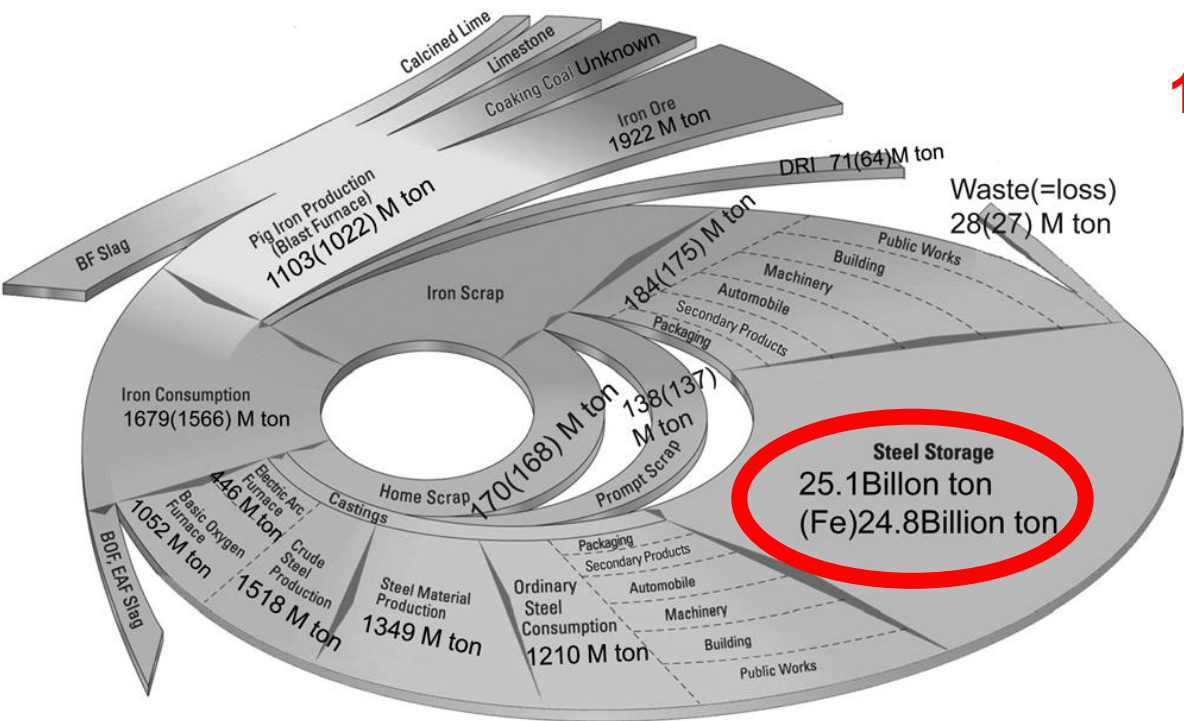 Calcined Lime
Limestone
Coaking Coal Unknown
Iron Ore
1922 M ton
1
DRI 71(64)M ton
Waste(=loss)
28(27) M ton
BF Slag
Pig Iron Production
(Blast Furnace)
1103(1022) M ton
Iron Scrap
184(175) M ton
Public Works
Building
Machinery
Automobile
Secondary Products
Packaging
Iron Consumption
1679(1566) M ton
138(137)
M ton
Prompt Scrap
170(168) M ton
Home Scrap
Steel Storage
25.1Billon ton
(Fe)24.8Billion ton
Castings
Electric Arc
Furnace
446 M ton
Basic Oxygen
Furnace
1052 M ton
BOF, EAF Slag
Crude
Steel
Production
1518 M ton
Steel Material
Production
1349 M ton
Ordinary
Steel
Consumption
1210 M ton
Packaging
Secondary Products
Automobile
Machinery
Building
Public Works